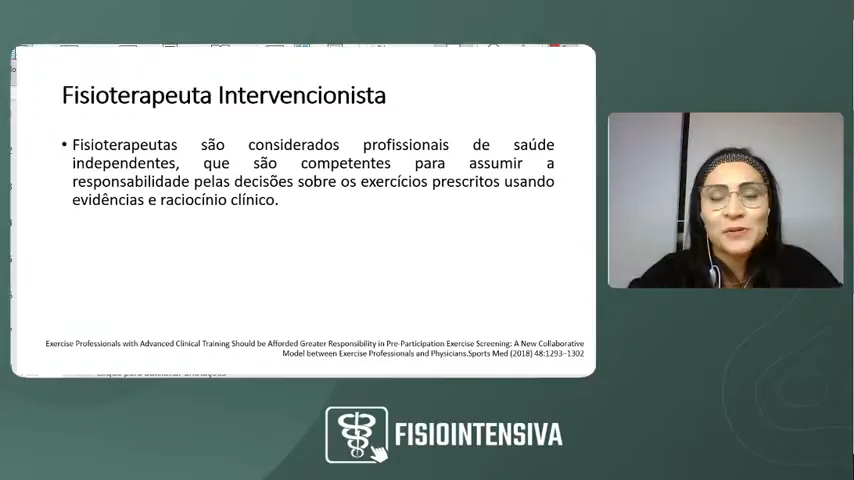 Fisioterapeuta Intervencionista
• Fisioterapeutas são considerados profissionais de saúde
independentes, que são competentes para assumir a
responsabilidade pelas decisões sobre os exercícios prescritos usando
evidências e raciocínio clínico.
Exercise Professionals with Advanced Clinical Training Should be Afforded Greater Responsibility in Pre-Participation Exercise Screening: A New Collaborative
Model between Exercise Professionals and Physicians.Sports Med (2018) 48:1293–1302
FISIOINTENSIVA